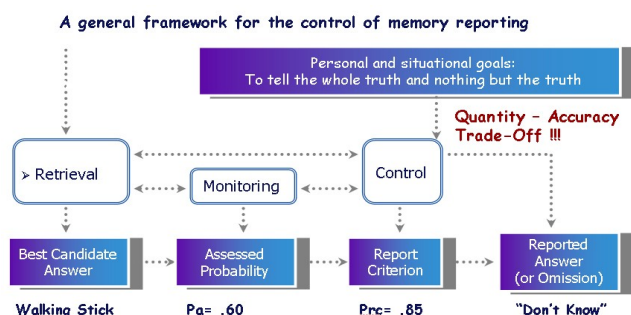 A general framework for the control of memory reporting
Personal and situational goals:
To tell the whole truth and nothing but the truth
Quantity – Accuracy
Trade-Off !!!
➢ Retrieval
Monitoring
Control
Best Candidate
Answer
Assessed
Probability
Report
Criterion
Reported
Answer
(or Omission)
Walking Stick
Pa= .60
Prc= .85
“Don’t Know”